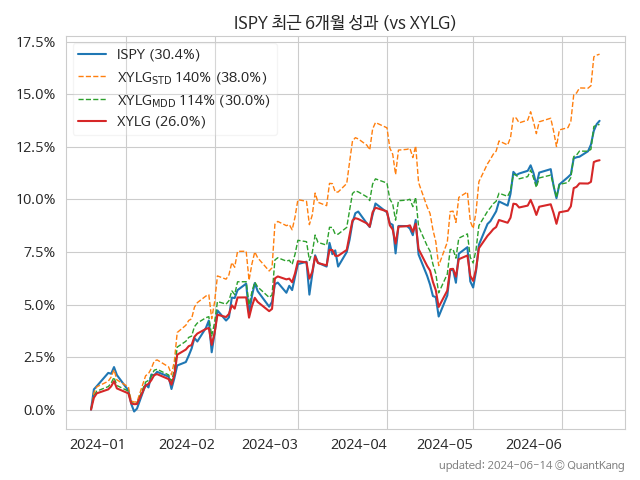 ISPY 최근 6개월 성과 (vs XYLG)
17.5%
15.0%
12.5%
10.0%
7.5%
5.0%
2.5%
0.0%
ISPY (30.4%)
XYLG_STD 140% (38.0%)
XYLG_MDD 114% (30.0%)
XYLG (26.0%)
2024-01 2024-02 2024-03 2024-04 2024-05 2024-06
updated: 2024-06-14 © QuantKang